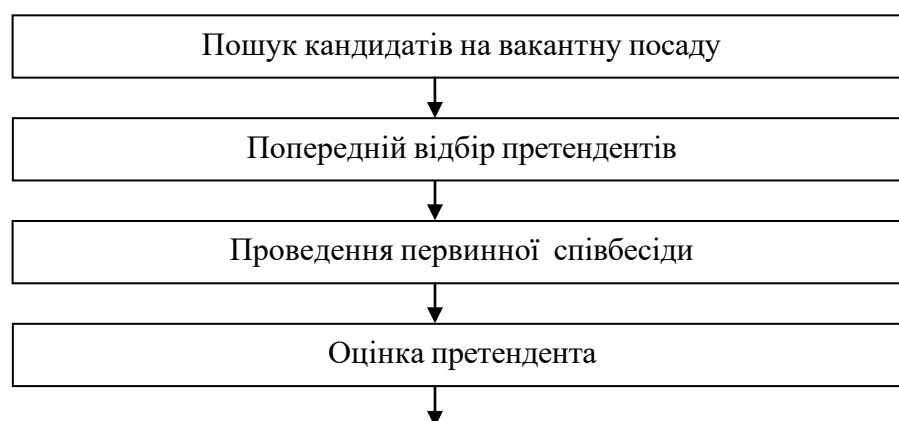 Пошук кандидатів на вакантну посаду
Попередній відбір претендентів
Проведення первинної співбесіди
Оцінка претендента